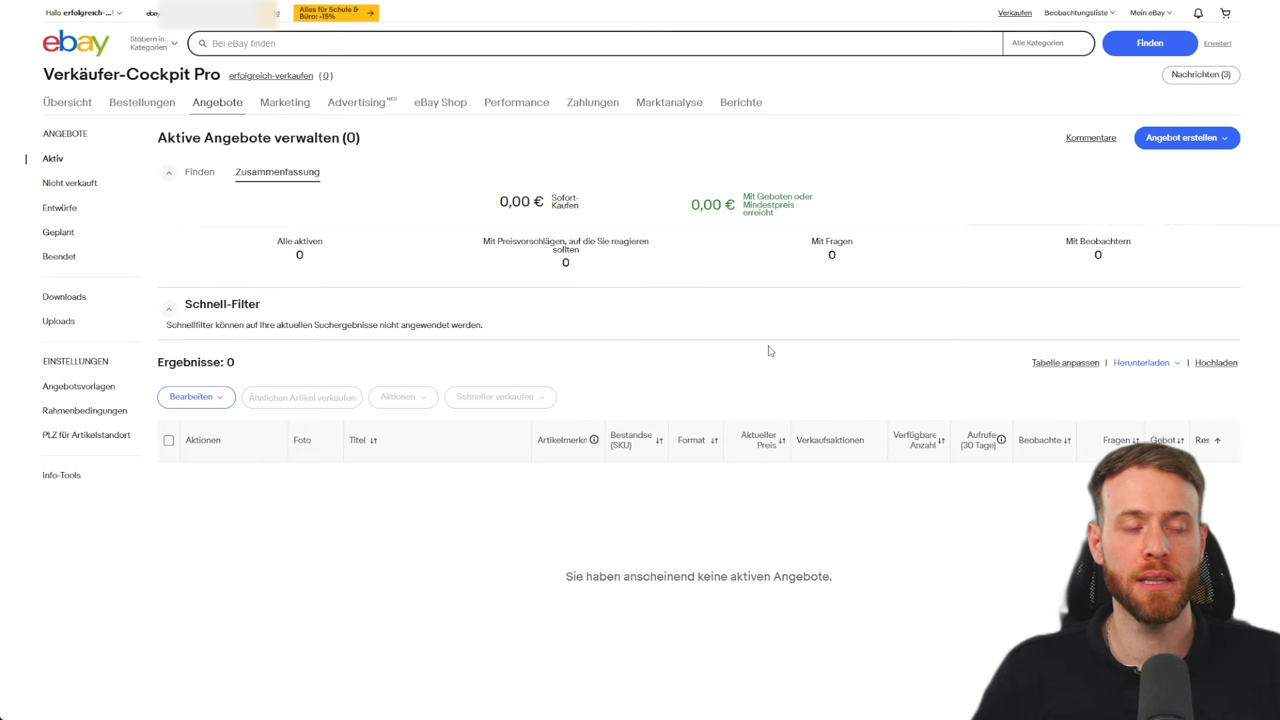 Hallo erfolgreich-...!
Alles für Schule &
Büro: -15%
Verkaufen
Beobachtungsliste
Mein eBay
ebay
Stöbern in
Kategorien
Bei eBay finden
Alle Kategorien
Finden
Erweitert
Verkäufer-Cockpit Pro
erfolgreich-verkaufen (0)
Nachrichten (3)
Übersicht
Bestellungen
Angebote
Marketing
Advertising NEU
eBay Shop
Performance
Zahlungen
Marktanalyse
Berichte
ANGEBOTE
Aktiv
Nicht verkauft
Entwürfe
Geplant
Beendet
Downloads
Uploads
EINSTELLUNGEN
Angebotsvorlagen
Rahmenbedingungen
PLZ für Artikelstandort
Info-Tools
Aktive Angebote verwalten (0)
Kommentare
Angebot erstellen
Finden
Zusammenfassung
0,00 €
Sofort-
Kaufen
0,00 €
Mit Geboten oder
Mindestpreis
erreicht
Alle aktiven
0
Mit Preisvorschlägen, auf die Sie reagieren
sollten
0
Mit Fragen
0
Mit Beobachtern
0
Schnell-Filter
Schnellfilter können auf Ihre aktuellen Suchergebnisse nicht angewendet werden.
Ergebnisse: 0
Tabelle anpassen | Herunterladen | Hochladen
Bearbeiten
Ähnlichen Artikel verkaufen
Aktionen
Schneller verkaufen
Aktionen
Foto
Titel
Artikelmerkn
Bestandse
(SKU)
Format
Aktueller
Preis
Verkaufsaktionen
Verfügbare
Anzahl
Aufrufe
(30 Tage)
Beobachte
Fragen
Gebot
Res
Sie haben anscheinend keine aktiven Angebote.